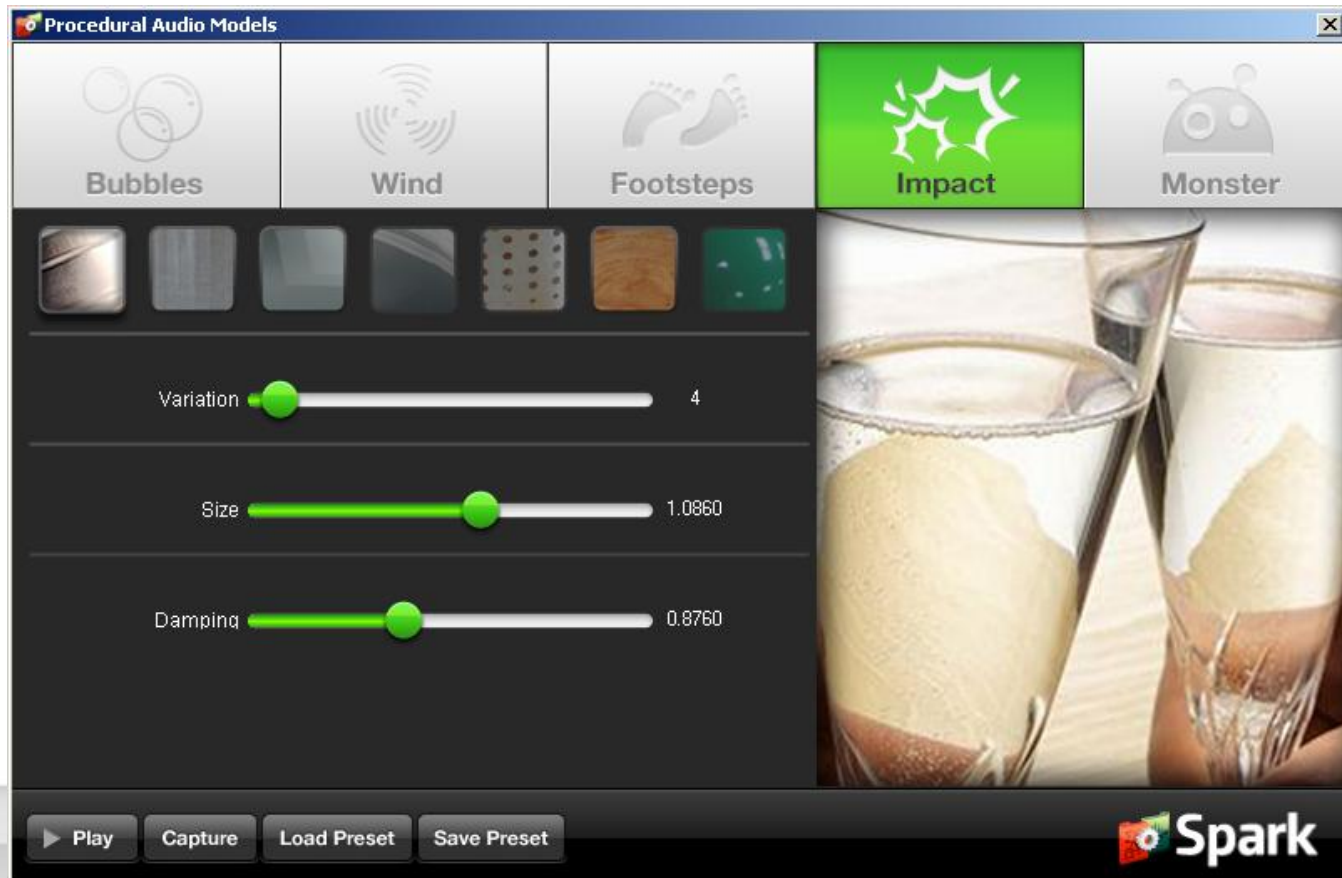 Procedural Audio Models
Bubbles
Wind
Footsteps
Impact
Monster
Variation 4
Size 1.0860
Damping 0.8760
Play Capture Load Preset Save Preset
Spark